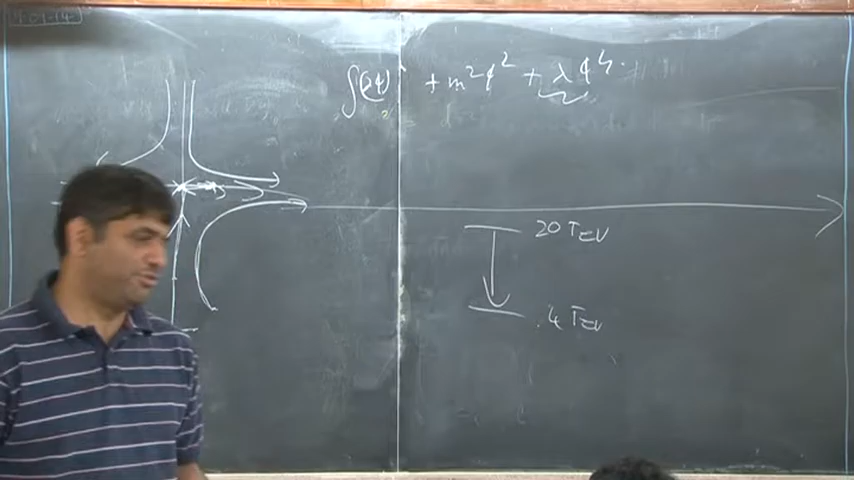 ∫(∂φ)² + m²φ² + λφ⁴.
20 TeV
.4 TeV